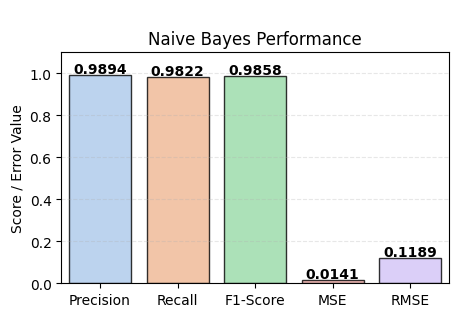 Naive Bayes Performance
Score / Error Value
1.0
0.8
0.6
0.4
0.2
0.0
0.9894
0.9822
0.9858
0.0141
0.1189
Precision
Recall
F1-Score
MSE
RMSE